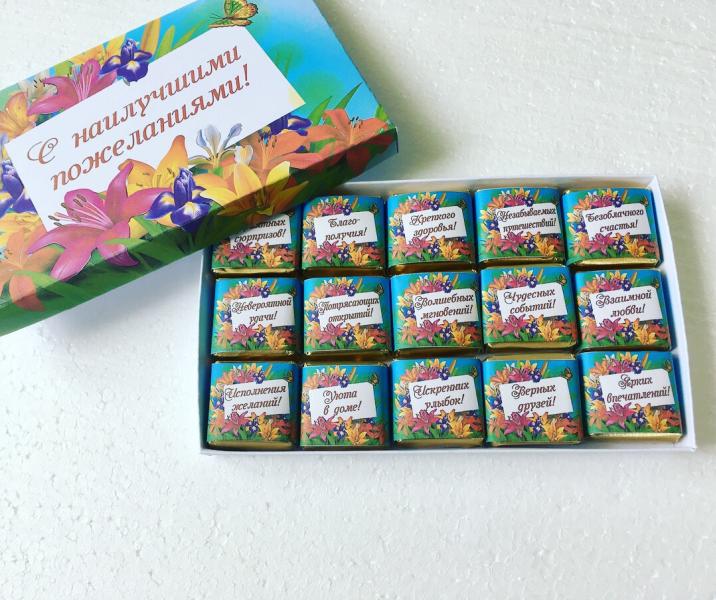 С наилучшими
пожеланиями!
сюрпризов!
Благо-
получия!
Крепкого
здоровья!
Незабываемых
путешествий!
Безоблачного
счастья!
Невероятной
удачи!
Потрясающих
открытий!
Волшебных
мгновений!
Чудесных
событий!
Взаимной
любви!
Исполнения
желаний!
Уюта
в доме!
Искренних
улыбок!
Верных
друзей!
Ярких
впечатлений!